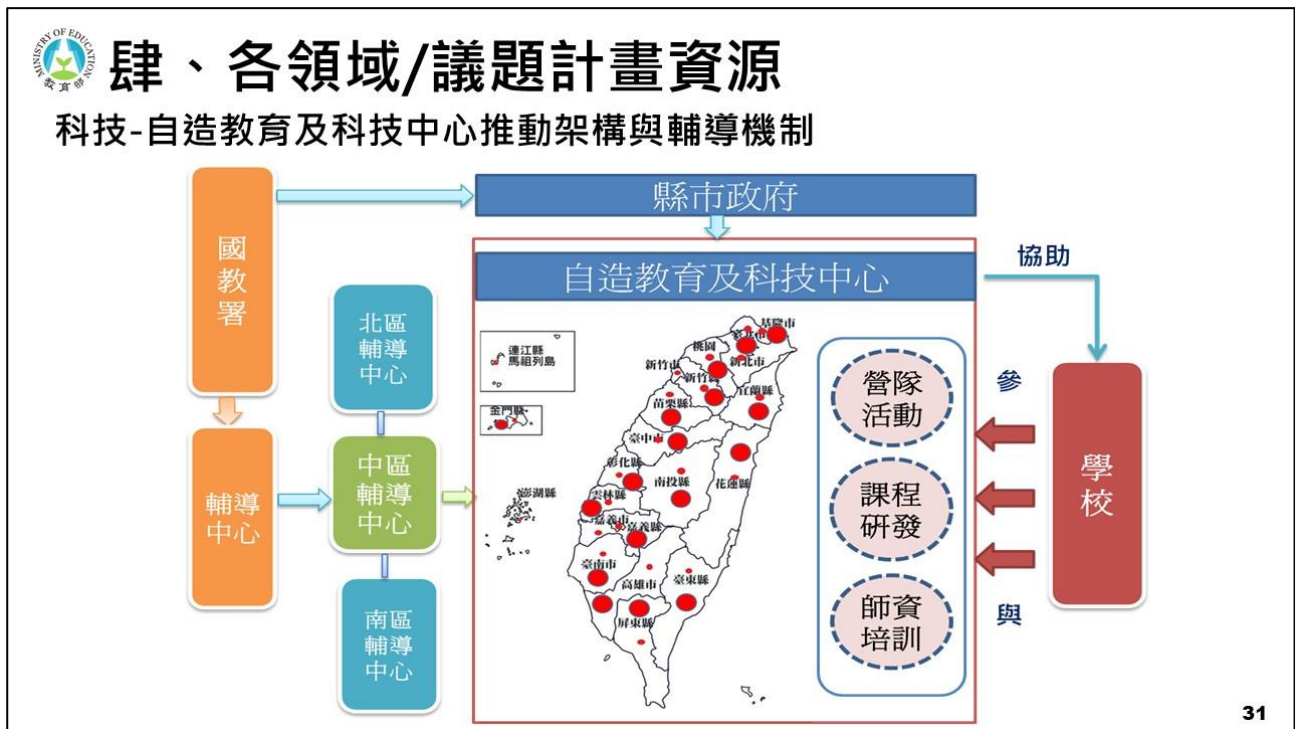 MINISTRY OF EDUCATION
教育部
肆、各領域/議題計畫資源
科技-自造教育及科技中心推動架構與輔導機制
國教署
輔導中心
北區輔導中心
中區輔導中心
南區輔導中心
縣市政府
自造教育及科技中心
連江縣
馬祖列島
金門縣
澎湖縣
基隆市
臺北市
新北市
桃園
新竹市
新竹縣
宜蘭縣
苗栗縣
臺中市
彰化縣
南投縣
花蓮縣
雲林縣
嘉義市
嘉義縣
臺南市
高雄市
臺東縣
屏東縣
營隊
活動
課程
研發
師資
培訓
協助
參
與
學校
31